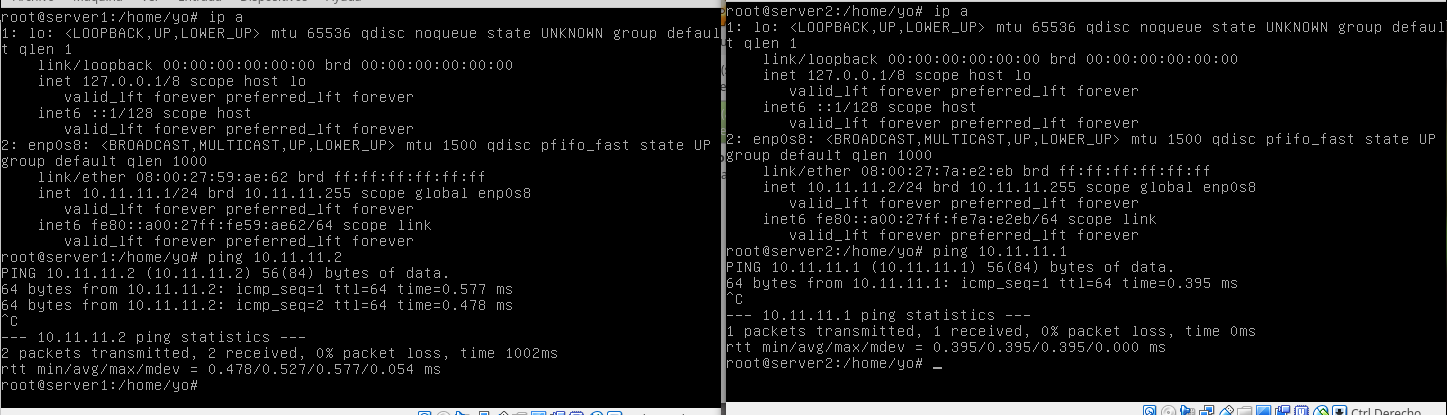 root@server1:/home/yo# ip a
1: lo: <LOOPBACK,UP,LOWER_UP> mtu 65536 qdisc noqueue state UNKNOWN group defaul
t qlen 1
    link/loopback 00:00:00:00:00:00 brd 00:00:00:00:00:00
    inet 127.0.0.1/8 scope host lo
       valid_lft forever preferred_lft forever
    inet6 ::1/128 scope host
       valid_lft forever preferred_lft forever
2: enp0s8: <BROADCAST,MULTICAST,UP,LOWER_UP> mtu 1500 qdisc pfifo_fast state UP
group default qlen 1000
    link/ether 08:00:27:59:ae:62 brd ff:ff:ff:ff:ff:ff
    inet 10.11.11.1/24 brd 10.11.11.255 scope global enp0s8
       valid_lft forever preferred_lft forever
    inet6 fe80::a00:27ff:fe59:ae62/64 scope link
       valid_lft forever preferred_lft forever
root@server1:/home/yo# ping 10.11.11.2
PING 10.11.11.2 (10.11.11.2) 56(84) bytes of data.
64 bytes from 10.11.11.2: icmp_seq=1 ttl=64 time=0.577 ms
64 bytes from 10.11.11.2: icmp_seq=2 ttl=64 time=0.478 ms
^C
--- 10.11.11.2 ping statistics ---
2 packets transmitted, 2 received, 0% packet loss, time 1002ms
rtt min/avg/max/mdev = 0.478/0.527/0.577/0.054 ms
root@server1:/home/yo#
root@server2:/home/yo# ip a
1: lo: <LOOPBACK,UP,LOWER_UP> mtu 65536 qdisc noqueue state UNKNOWN group defaul
t qlen 1
    link/loopback 00:00:00:00:00:00 brd 00:00:00:00:00:00
    inet 127.0.0.1/8 scope host lo
       valid_lft forever preferred_lft forever
    inet6 ::1/128 scope host
       valid_lft forever preferred_lft forever
2: enp0s8: <BROADCAST,MULTICAST,UP,LOWER_UP> mtu 1500 qdisc pfifo_fast state UP
group default qlen 1000
    link/ether 08:00:27:7a:e2:eb brd ff:ff:ff:ff:ff:ff
    inet 10.11.11.2/24 brd 10.11.11.255 scope global enp0s8
       valid_lft forever preferred_lft forever
    inet6 fe80::a00:27ff:fe7a:e2eb/64 scope link
       valid_lft forever preferred_lft forever
root@server2:/home/yo# ping 10.11.11.1
PING 10.11.11.1 (10.11.11.1) 56(84) bytes of data.
64 bytes from 10.11.11.1: icmp_seq=1 ttl=64 time=0.395 ms
^C
--- 10.11.11.1 ping statistics ---
1 packets transmitted, 1 received, 0% packet loss, time 0ms
rtt min/avg/max/mdev = 0.395/0.395/0.395/0.000 ms
root@server2:/home/yo# _
Ctrl Derecho